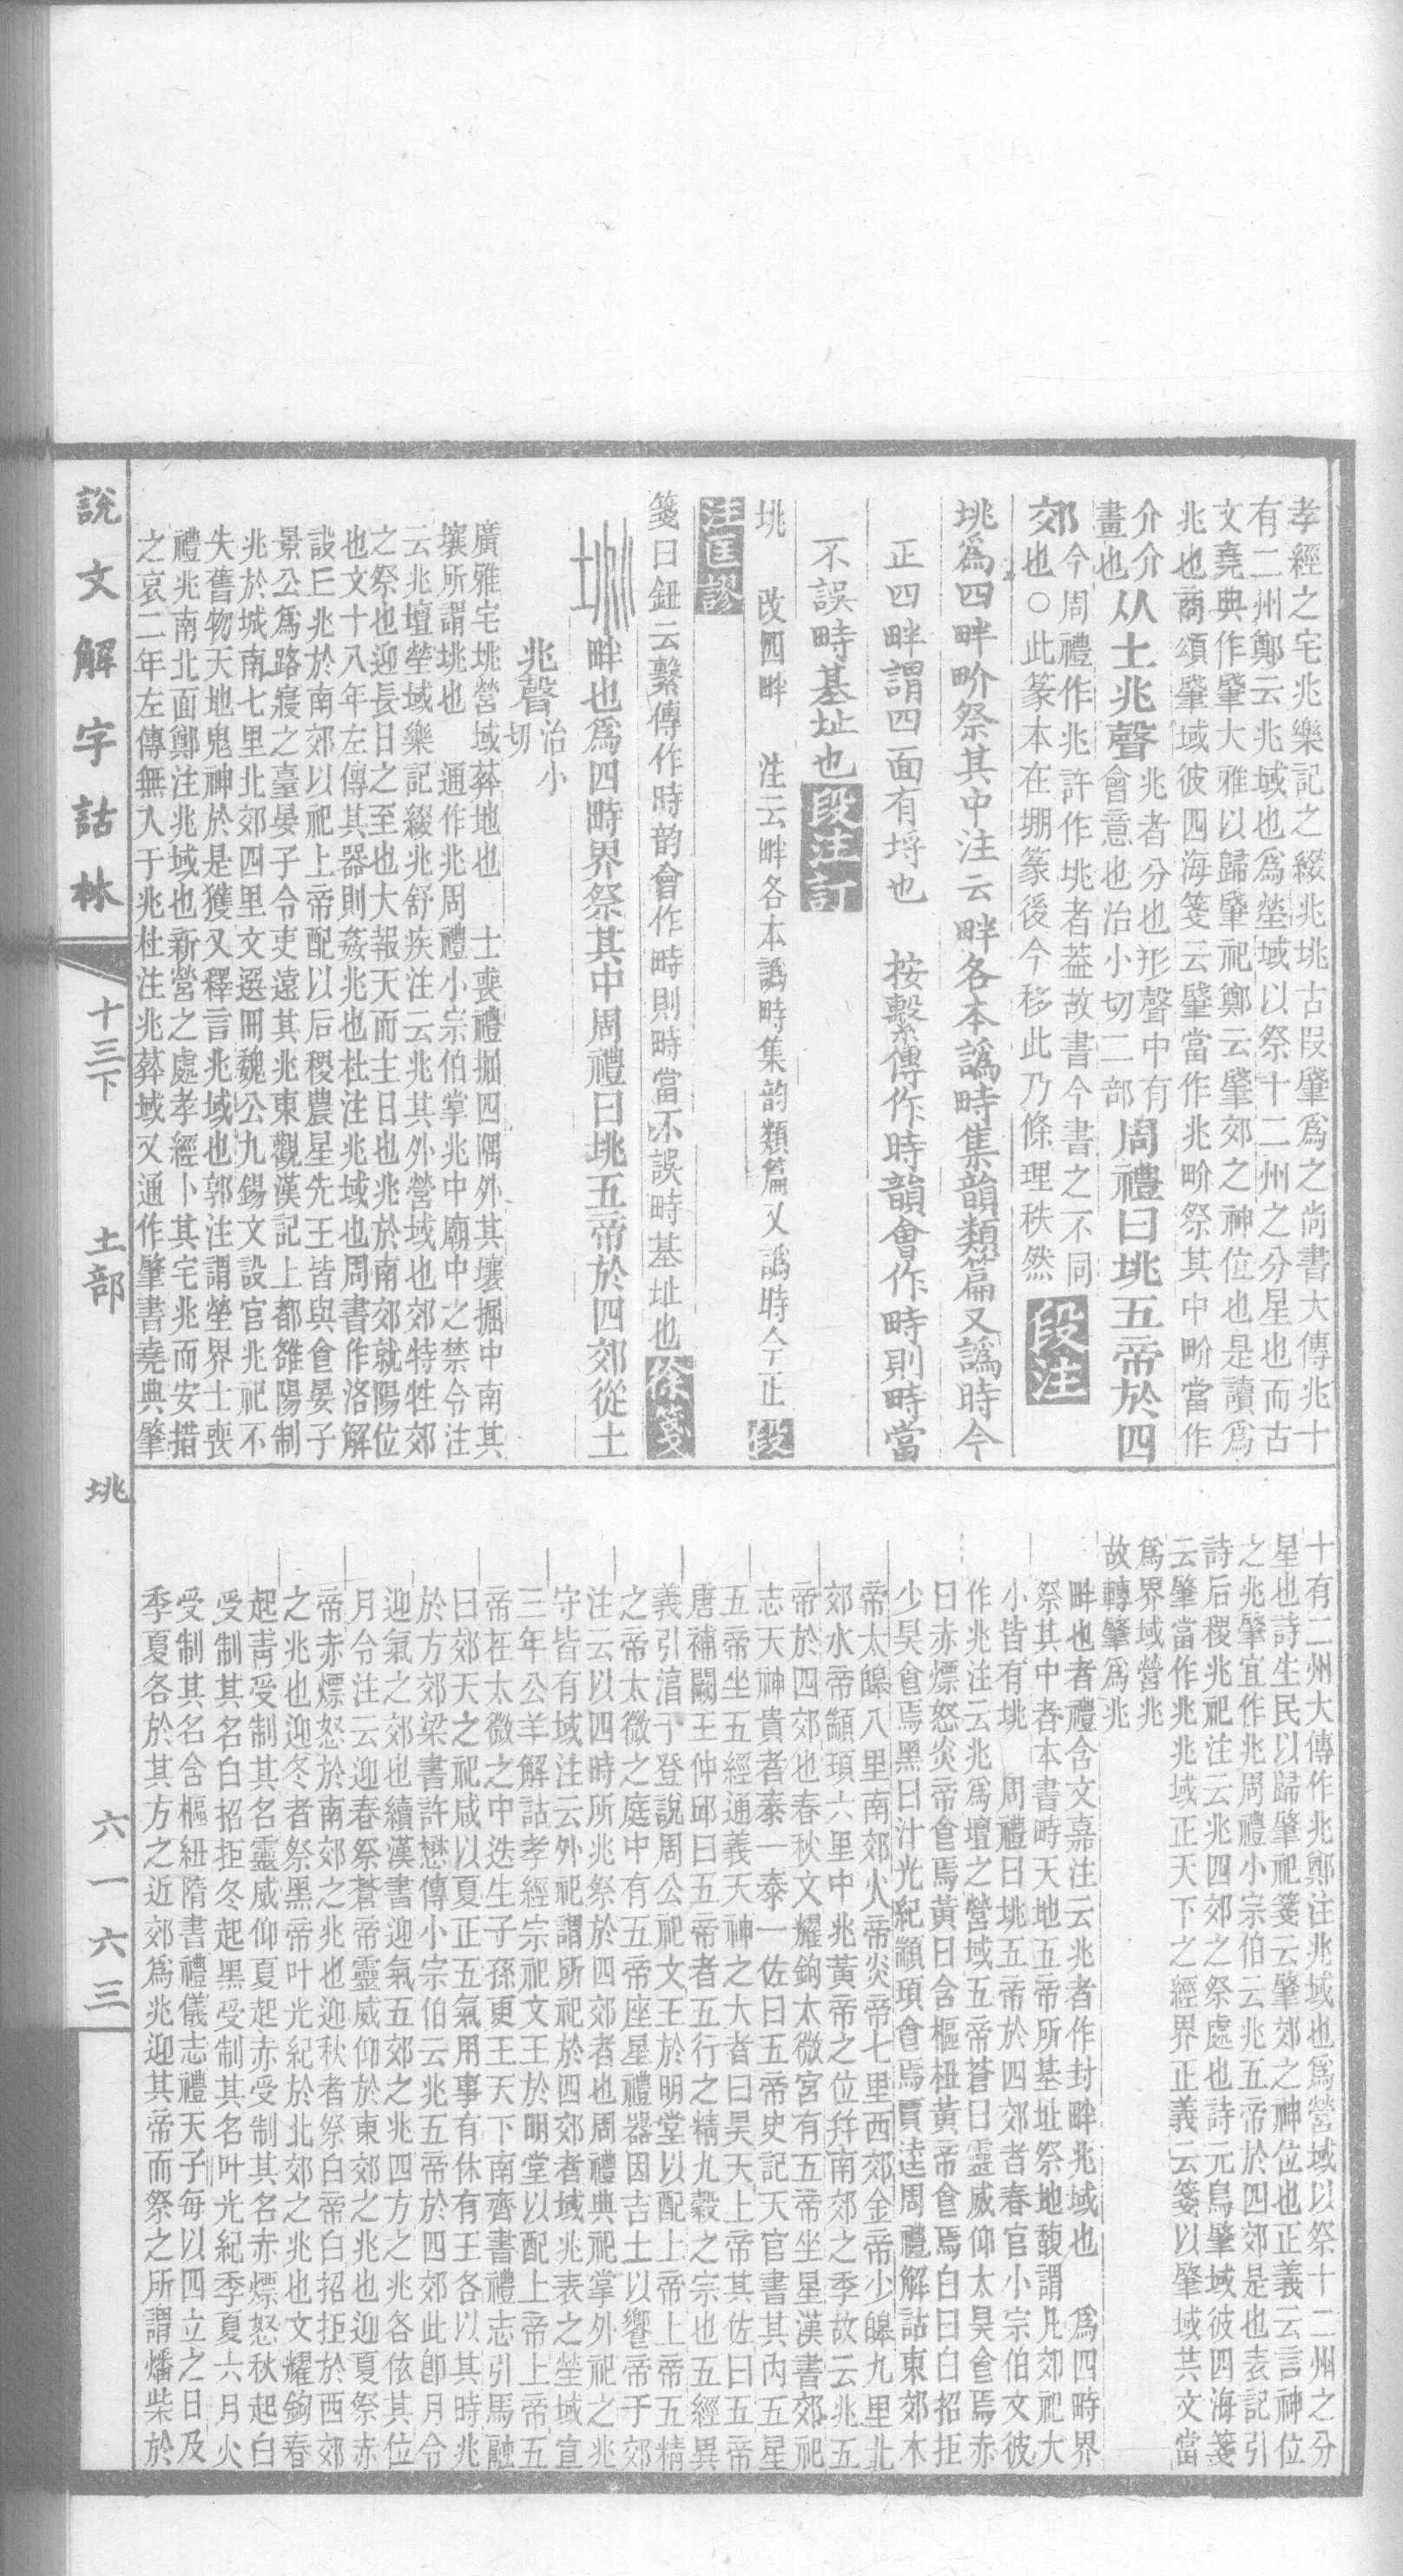 孝經之宅兆樂記之綴兆垗古叚肇爲之尚書大傳兆十
有二州鄭云兆域也爲塋域以祭十二州之分星也而古
文堯典作肇大雅以歸肇祀鄭云肇郊之神位也是讀爲
兆也商頌肇域彼四海箋云肇當作兆畍祭其中畍當作
介介
畫也
从土兆聲
兆者分也形聲中有
會意也治小切二部
周禮曰垗五帝於四
郊
今周禮作兆許作垗者葢故書今書之不同
也○此篆本在堋篆後今移此乃條理秩然
段注
垗爲四畔畍祭其中注云畔各本譌時集韻類篇又譌時今
正四畔謂四面有埒也 按繫傳作時韻會作畤則時當
不誤畤基址也
段注訂
垗 改四畔 注云畔各本譌時集韵類篇又譌時今正
段
注匡謬
箋曰鈕云繫傳作時韵會作畤則時當不誤畤基址也
徐箋
畔也爲四畤界祭其中周禮曰垗五帝於四郊從土
兆聲
治小
切
廣雅宅垗塋域葬地也 士喪禮掘四隅外其壤掘中南其
壤所謂垗也 通作兆周禮小宗伯掌兆中廟中之禁令注
云兆壇塋域樂記綴兆舒疾注云兆其外營域也郊特牲郊
之祭也迎長日之至也大報天而主日也兆於南郊就陽位
也文十八年左傳其器則姦兆也杜注兆域也周書作洛解
設丘兆於南郊以祀上帝配以后稷農星先王皆與食晏子
景公爲路寢之臺晏子令吏遠其兆東觀漢記上都雒陽制
兆於城南七里北郊四里文選冊魏公九錫文設官兆祀不
失舊物天地鬼神於是獲乂釋言兆域也郭注謂塋界士喪
禮兆南北面鄭注兆域也新營之處孝經卜其宅兆而安措
之哀二年左傳無入于兆杜注兆葬域又通作肇書堯典肇
十有二州大傳作兆鄭注兆域也爲營域以祭十二州之分
星也詩生民以歸肇祀箋云肇郊之神位也正義云言神位
之兆肇宜作兆周禮小宗伯云兆五帝於四郊是也表記引
詩后稷兆祀注云兆四郊之祭處也詩元鳥肇域彼四海箋
云肇當作兆兆域正天下之經界正義云箋以肇域共文當
爲界域營兆
故轉肇爲兆
畔也者禮含文嘉注云兆者作封畔兆域也 爲四畤界
祭其中者本書畤天地五帝所基址祭地馥謂凡郊祀大
小皆有垗 周禮曰垗五帝於四郊者春官小宗伯文彼
作兆注云兆爲壇之營域五帝蒼曰靈威仰太昊食焉赤
曰赤熛怒炎帝食焉黃曰含樞杻黃帝食焉白曰白招拒
少昊食焉黑曰汁光紀顓頊食焉賈逵周禮解詁東郊木
帝太皞八里南郊火帝炎帝七里西郊金帝少皞九里北
郊水帝顓頊六里中兆黃帝之位幷南郊之季故云兆五
帝於四郊也春秋文耀鉤太微宮有五帝坐星漢書郊祀
志天神貴者泰一泰一佐曰五帝史記天官書其內五星
五帝坐五經通義天神之大者曰昊天上帝其佐曰五帝
唐補闕王仲邱曰五帝者五行之精九穀之宗也五經異
義引淯于登說周公祀文王於明堂以配上帝上帝五精
之帝太微之庭中有五帝座星禮器因吉土以饗帝于郊
注云以四時所兆祭於四郊者也周禮典祀掌外祀之兆
守皆有域注云外祀謂所祀於四郊者域兆表之塋域宣
三年公羊解詁孝經宗祀文王於明堂以配上帝上帝五
帝在太微之中迭生子孫更王天下南齊書禮志引馬融
曰郊天之祀咸以夏正五氣用事有休有王各以其時兆
於方郊梁書許懋傳小宗伯云兆五帝於四郊此卽月令
迎氣之郊也續漢書迎氣五郊之兆四方之兆各依其位
月令注云迎春祭蒼帝靈威仰於東郊之兆也迎夏祭赤
帝赤熛怒於南郊之兆也迎秋者祭白帝白招拒於西郊
之兆也迎冬者祭黑帝叶光紀於北郊之兆也文耀鉤春
起靑受制其名靈威仰夏起赤受制其名赤熛怒秋起白
受制其名白招拒冬起黑受制其名叶光紀季夏六月火
受制其名含樞紐隋書禮儀志禮天子每以四立之日及
季夏各於其方之近郊爲兆迎其帝而祭之所謂燔柴於
說文解字詁林
十三下
土部
垗
六一六三